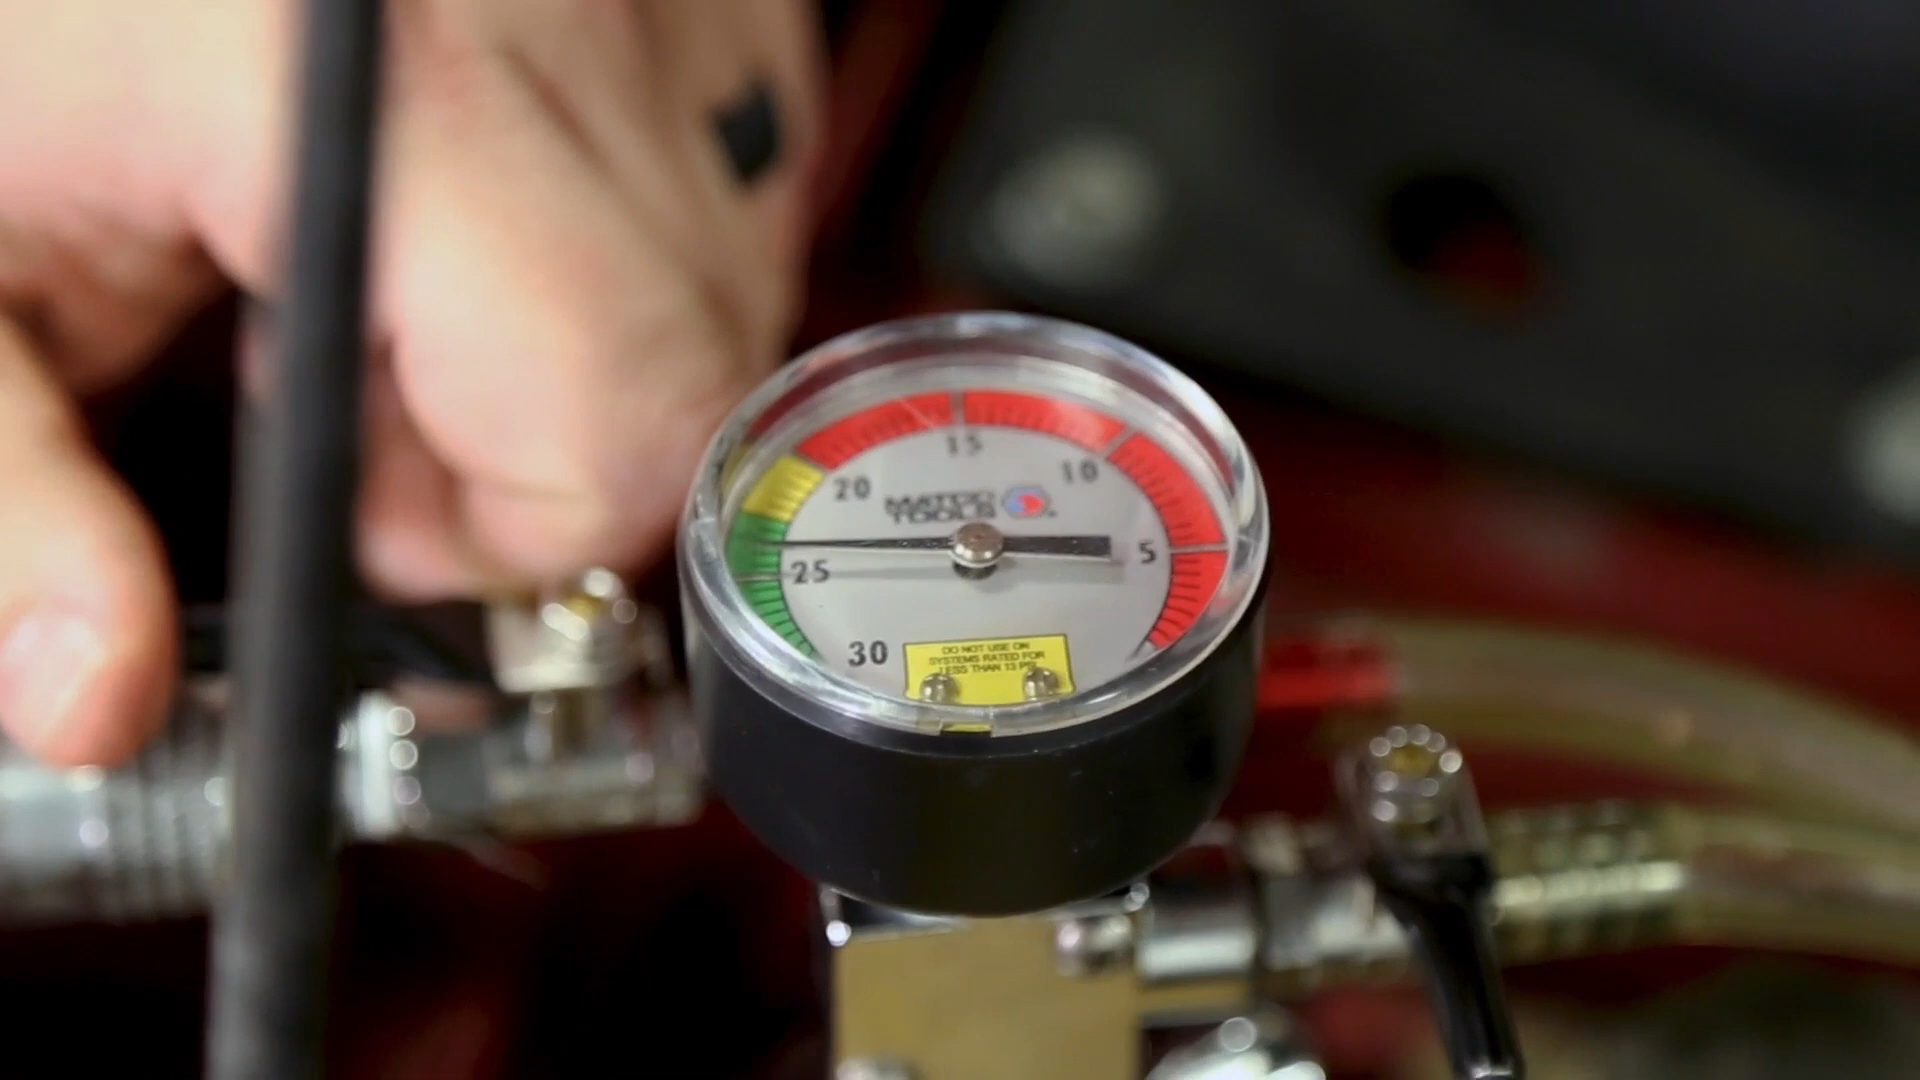 15
20
10
MATCO
TOOLS
5
25
30
DO NOT USE ON
SYSTEMS RATED FOR
LESS THAN 13 PSI